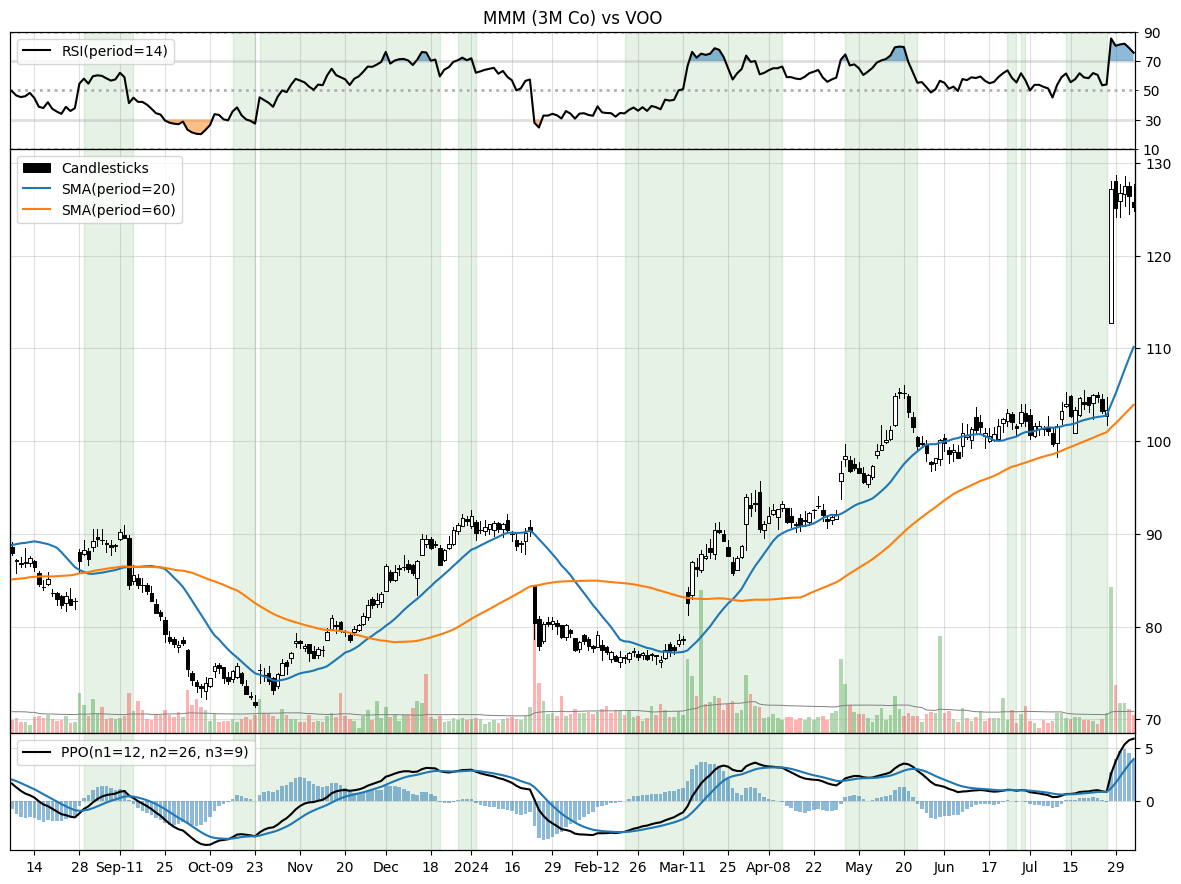 MMM (3M Co) vs VOO
RSI(period=14)
90
70
50
30
10
Candlesticks
SMA(period=20)
SMA(period=60)
130
120
110
100
90
80
70
PPO(n1=12, n2=26, n3=9)
5
0
14 28 Sep-11 25 Oct-09 23 Nov 20 Dec 18 2024 16 29 Feb-12 26 Mar-11 25 Apr-08 22 May 20 Jun 17 Jul 15 29